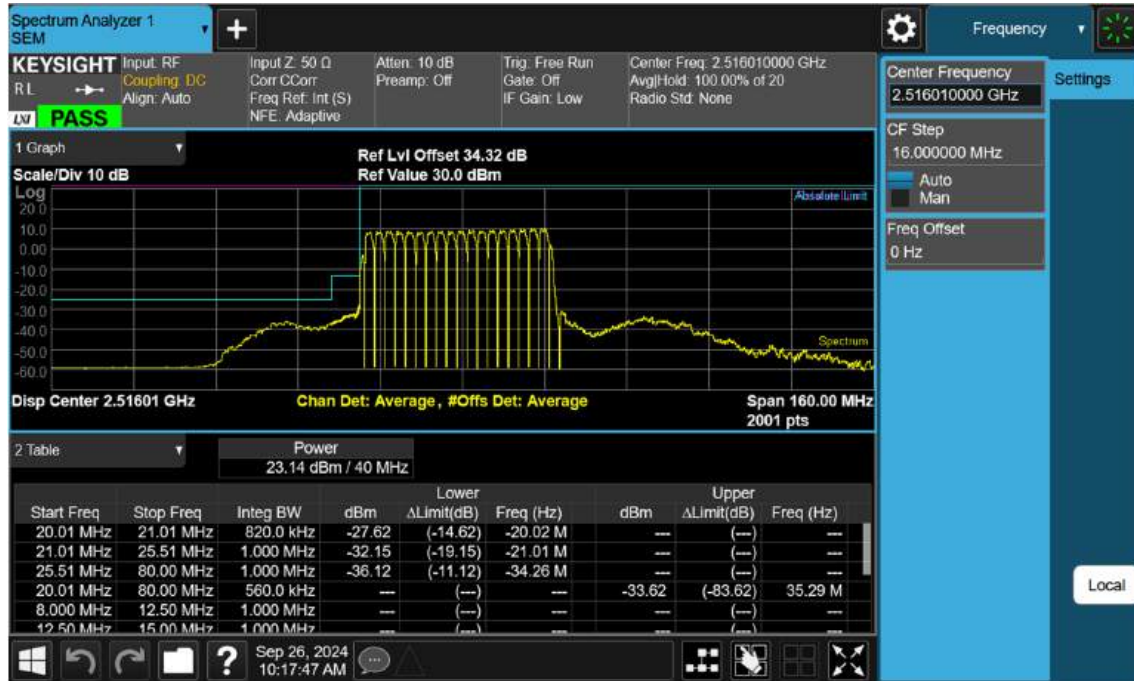 Spectrum Analyzer 1
SEM
+
Frequency
KEYSIGHT
RL
LXI PASS
Input: RF
Coupling: DC
Align: Auto
Input Z: 50 Ω
Corr CCorr
Freq Ref: Int (S)
NFE: Adaptive
Atten: 10 dB
Preamp: Off
Trig: Free Run
Gate: Off
IF Gain: Low
Center Freq: 2.516010000 GHz
Avg|Hold: 100.00% of 20
Radio Std: None
Center Frequency
2.516010000 GHz
Settings
CF Step
16.000000 MHz
Auto
Man
Freq Offset
0 Hz
1 Graph
Scale/Div 10 dB
Ref Lvl Offset 34.32 dB
Ref Value 30.0 dBm
Log
Absolute Limit
20.0
10.0
0.00
-10.0
-20.0
-30.0
-40.0
-50.0
-60.0
Spectrum
Disp Center 2.51601 GHz
Chan Det: Average, #Offs Det: Average
Span 160.00 MHz
2001 pts
2 Table
Power
23.14 dBm / 40 MHz
Lower Upper
Start Freq Stop Freq Integ BW dBm ΔLimit(dB) Freq (Hz) dBm ΔLimit(dB) Freq (Hz)
20.01 MHz 21.01 MHz 820.0 kHz -27.62 (-14.62) -20.02 M --- (---) ---
21.01 MHz 25.51 MHz 1.000 MHz -32.15 (-19.15) -21.01 M --- (---) ---
25.51 MHz 80.00 MHz 1.000 MHz -36.12 (-11.12) -34.26 M --- (---) ---
20.01 MHz 80.00 MHz 560.0 kHz --- (---) --- -33.62 (-83.62) 35.29 M
8.000 MHz 12.50 MHz 1.000 MHz --- (---) --- --- (---) ---
12.50 MHz 15.00 MHz 1.000 MHz --- (---) --- --- (---) ---
Local
?
Sep 26, 2024
10:17:47 AM